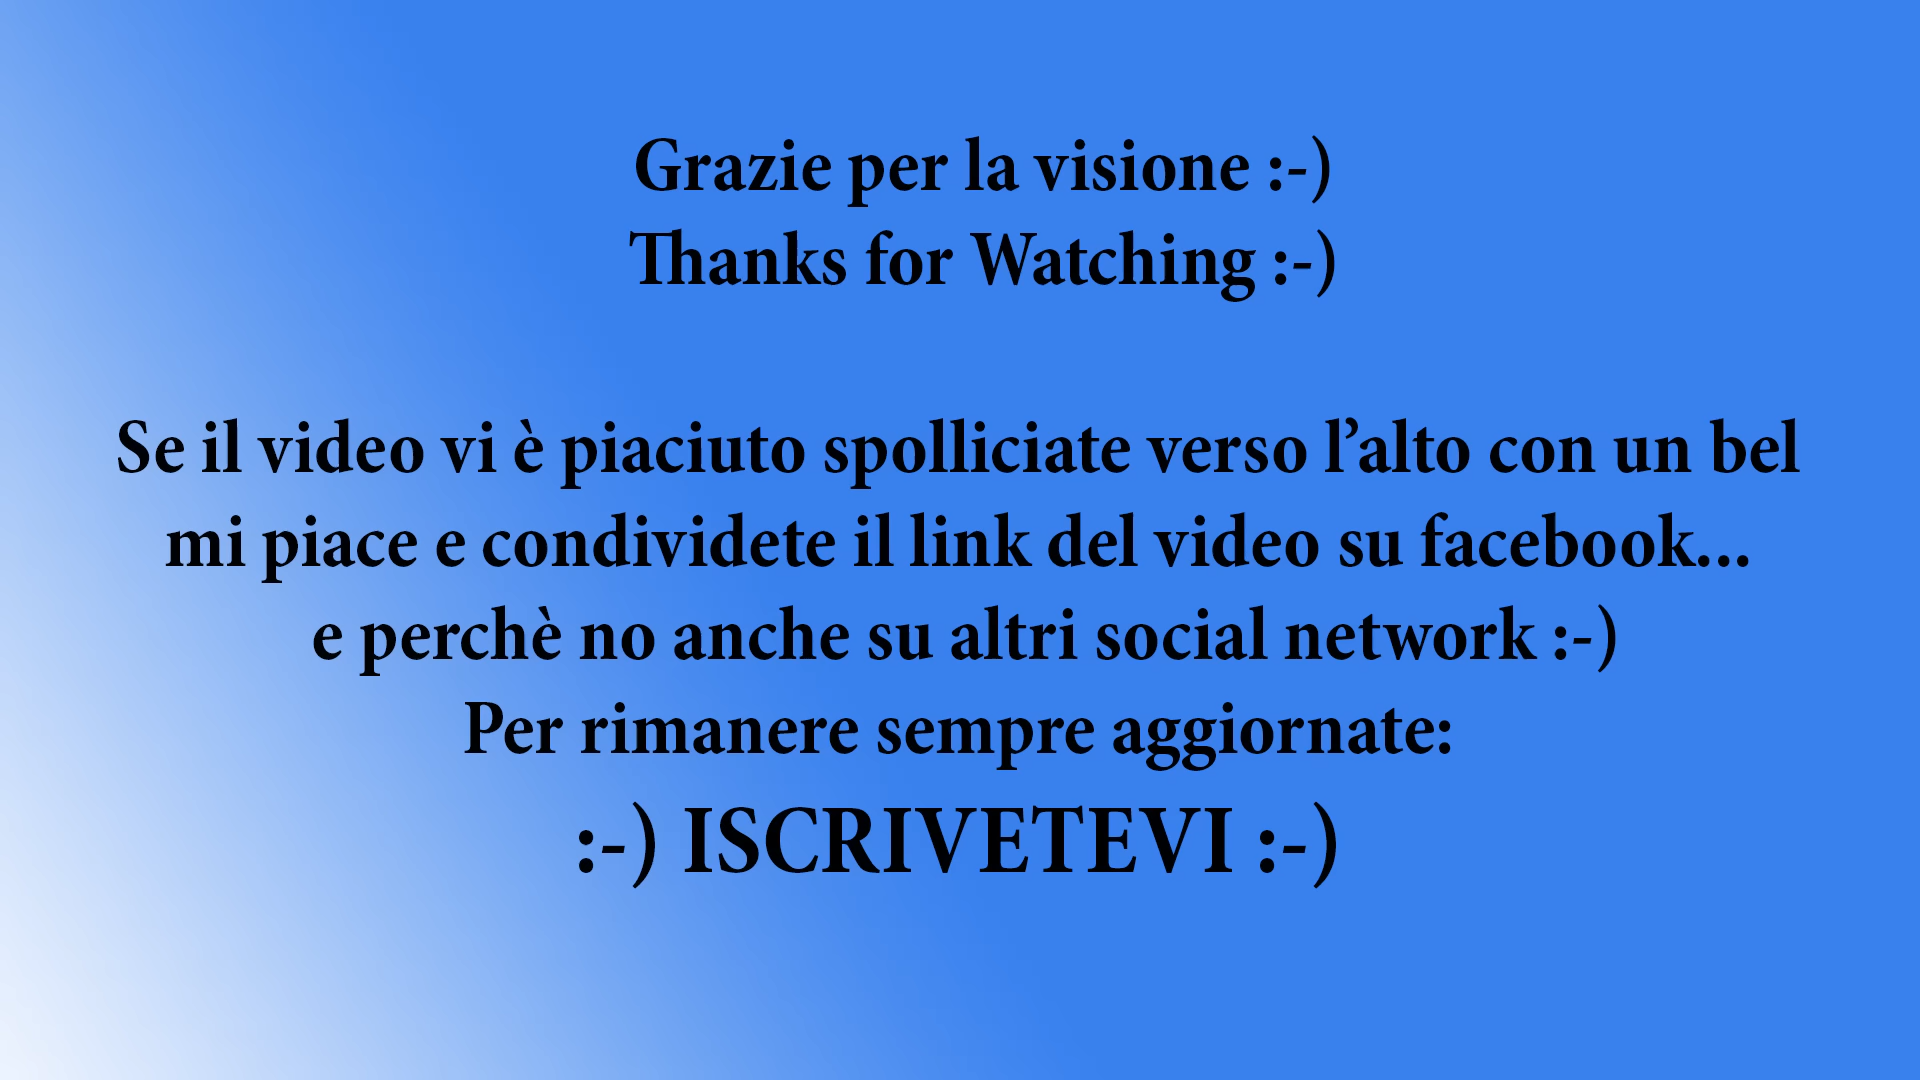 Grazie per la visione :-)
Thanks for Watching :-)
Se il video vi è piaciuto spolliciate verso l’alto con un bel
mi piace e condividete il link del video su facebook...
e perchè no anche su altri social network :-)
Per rimanere sempre aggiornate:
:-) ISCRIVETEVI :-)